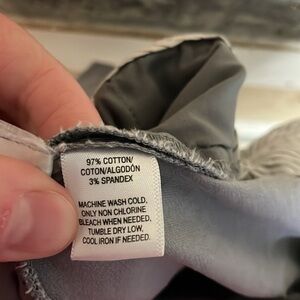 97% COTTON/
COTON/ALGODÓN
3% SPANDEX
MACHINE WASH COLD,
ONLY NON CHLORINE
BLEACH WHEN NEEDED,
TUMBLE DRY LOW,
COOL IRON IF NEEDED.